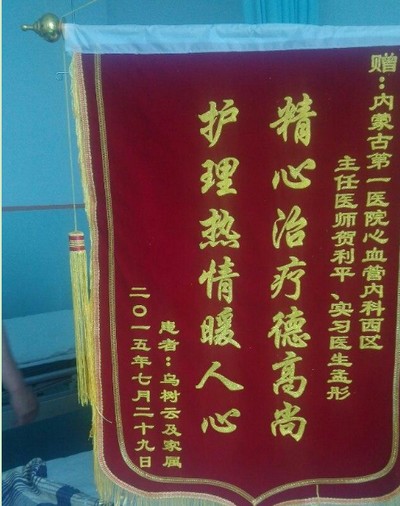 赠：内蒙古第一医院心血管内科西区
主任医师贺利平、实习医生孟彤
精心治疗德高尚
护理热情暖人心
患者：乌树云及家属
二〇一五年七月二十九日